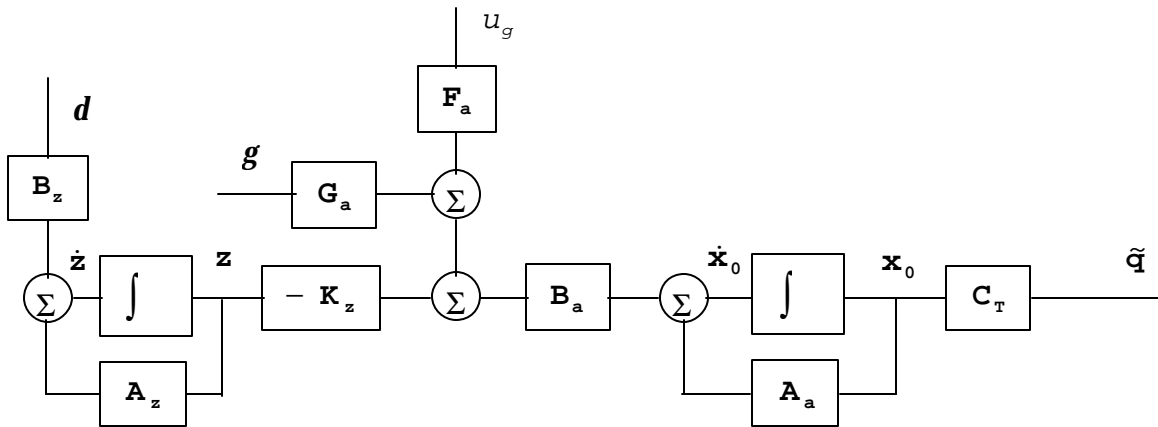 u_g
F_a
d
g
B_z
G_a
Σ
ż
z
ẋ_0
x_0
q̃
Σ
∫
− K_z
Σ
B_a
Σ
∫
C_T
A_z
A_a